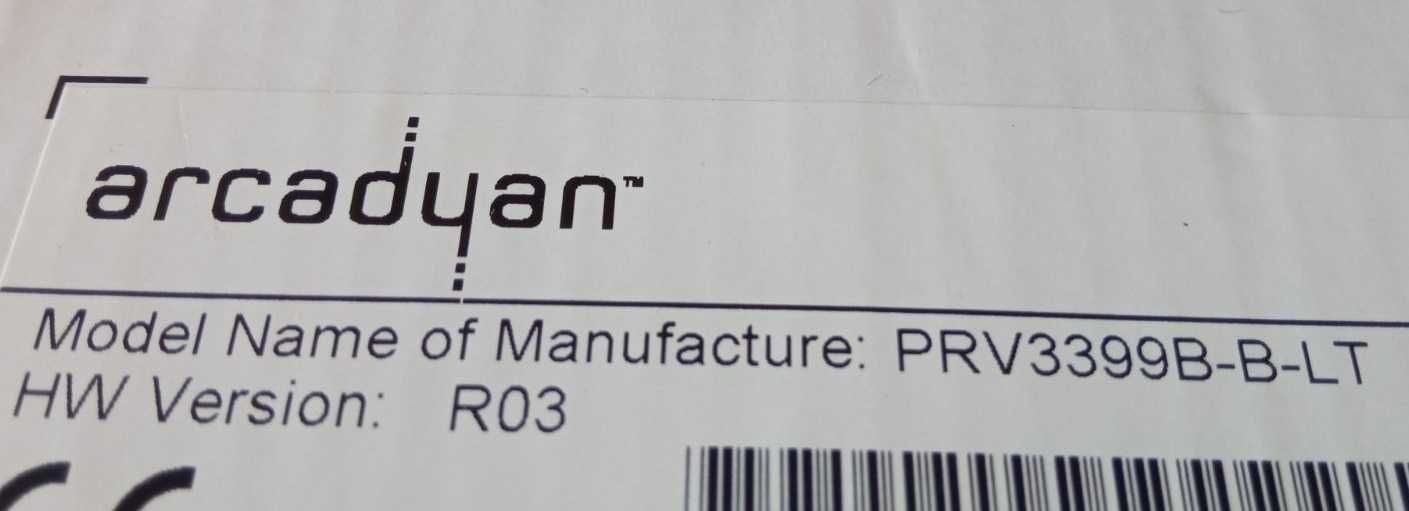 arcadyan™
Model Name of Manufacture: PRV3399B-B-LT
HW Version: R03